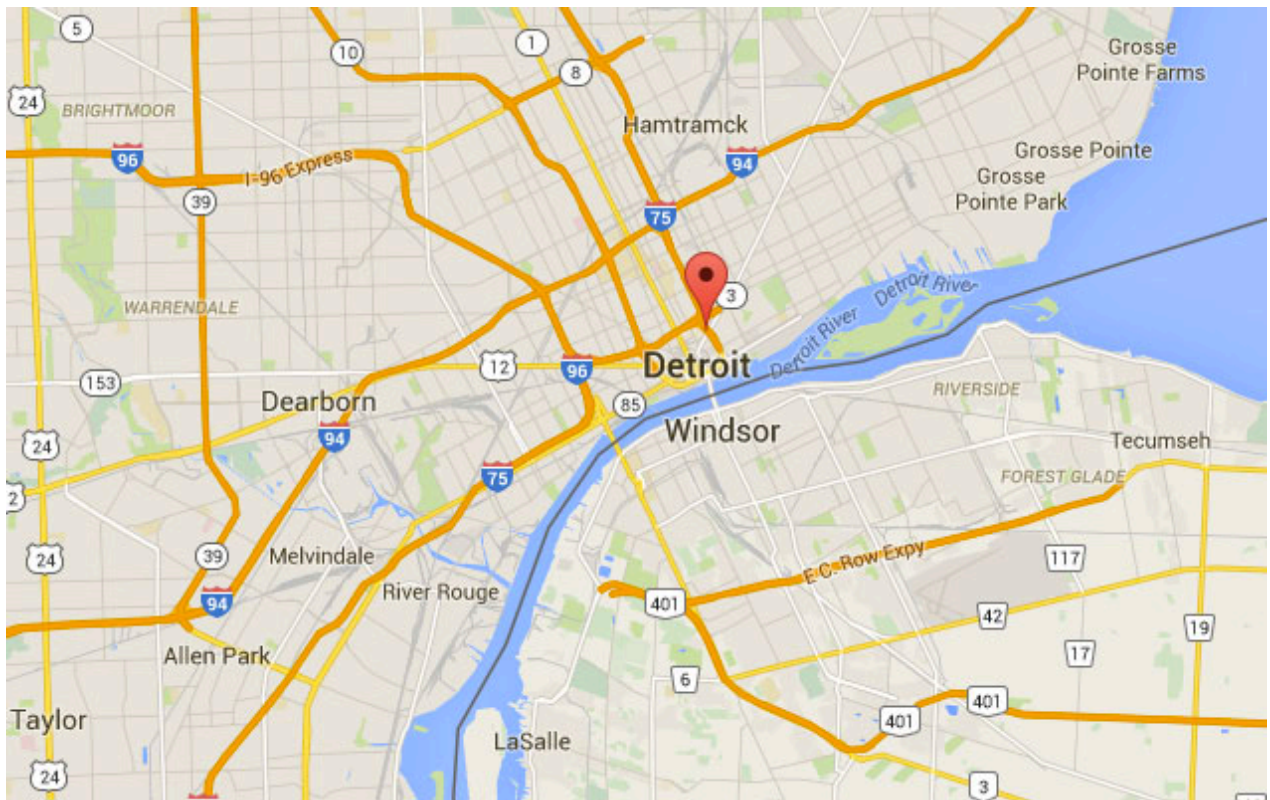 5
10
1
8
Grosse
Pointe Farms
24
BRIGHTMOOR
Hamtramck
96
I-96 Express
94
Grosse Pointe
Grosse
Pointe Park
39
75
WARRENDALE
3
Detroit River
Detroit River
12
96
Detroit
153
Dearborn
85
RIVERSIDE
Windsor
94
24
Tecumseh
75
FOREST GLADE
2
39
Melvindale
24
E C. Row Expy
117
River Rouge
94
401
42
19
Allen Park
17
6
Taylor
401
401
LaSalle
24
3